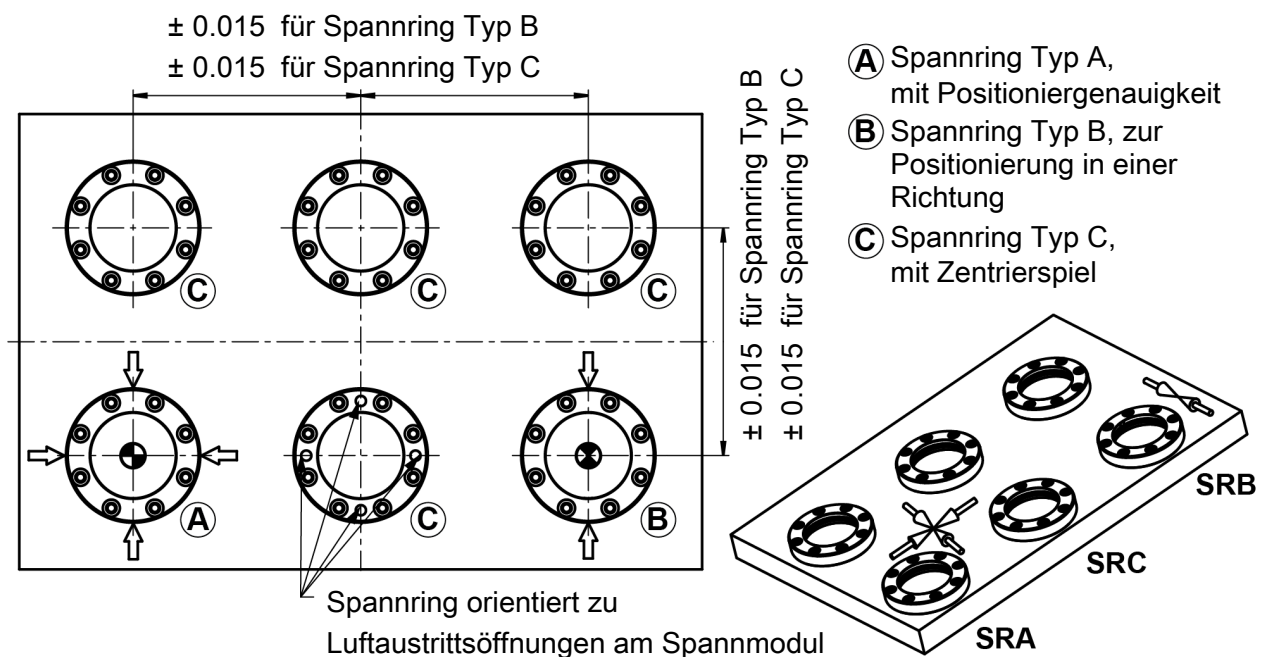 ± 0.015 für Spannring Typ B
± 0.015 für Spannring Typ C
± 0.015 für Spannring Typ B
± 0.015 für Spannring Typ C
A Spannring Typ A,
mit Positioniergenauigkeit
B Spannring Typ B, zur
Positionierung in einer
Richtung
C Spannring Typ C,
mit Zentrierspiel
C
C
C
A
C
B
Spannring orientiert zu
Luftaustrittsöffnungen am Spannmodul
SRB
SRC
SRA